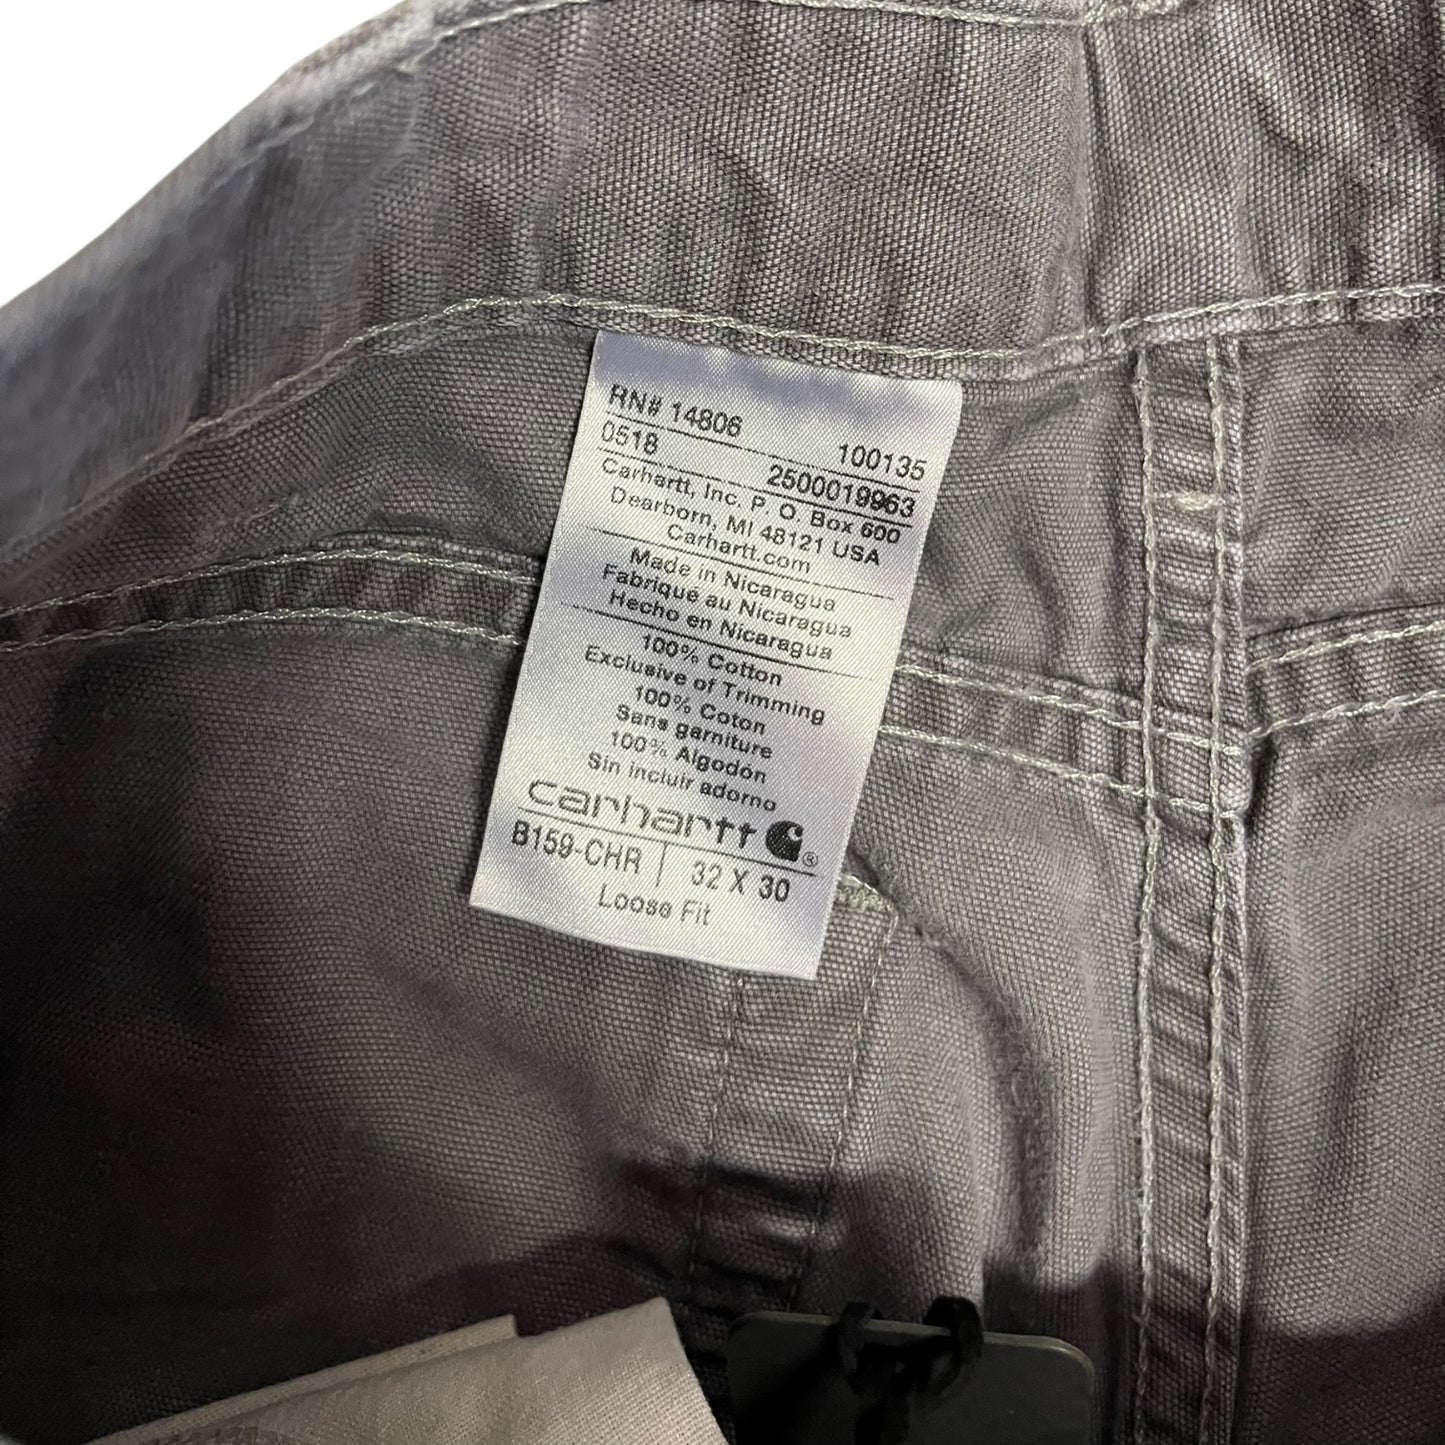 RN# 14806 100135
0518 2500019963
Carhartt, Inc. P. O. Box 600
Dearborn, MI 48121 USA
Carhartt.com
Made in Nicaragua
Fabriqué au Nicaragua
Hecho en Nicaragua
100% Cotton
Exclusive of Trimming
100% Coton
Sans garniture
100% Algodón
Sin incluir adorno
carhartt ®
B159-CHR 32 X 30
Loose Fit